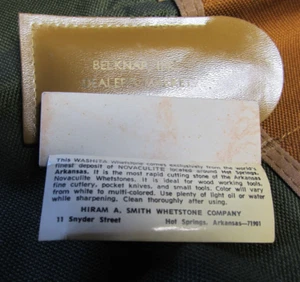 BELKNAP
DEALER
This WASHITA whetstone comes exclusively from the world's
finest deposit of NOVACULITE located around Hot Springs,
Arkansas. It is the most rapid cutting stone of the Arkansas
Novaculite Whetstones. It is ideal for wood working tools,
fine cutlery, pocket knives, and small tools. Color will vary
from white to multi-colored. Use plenty of light oil or water
while sharpening. Clean thoroughly after using.
HIRAM A. SMITH WHETSTONE COMPANY
11 Snyder Street Hot Springs, Arkansas—71901